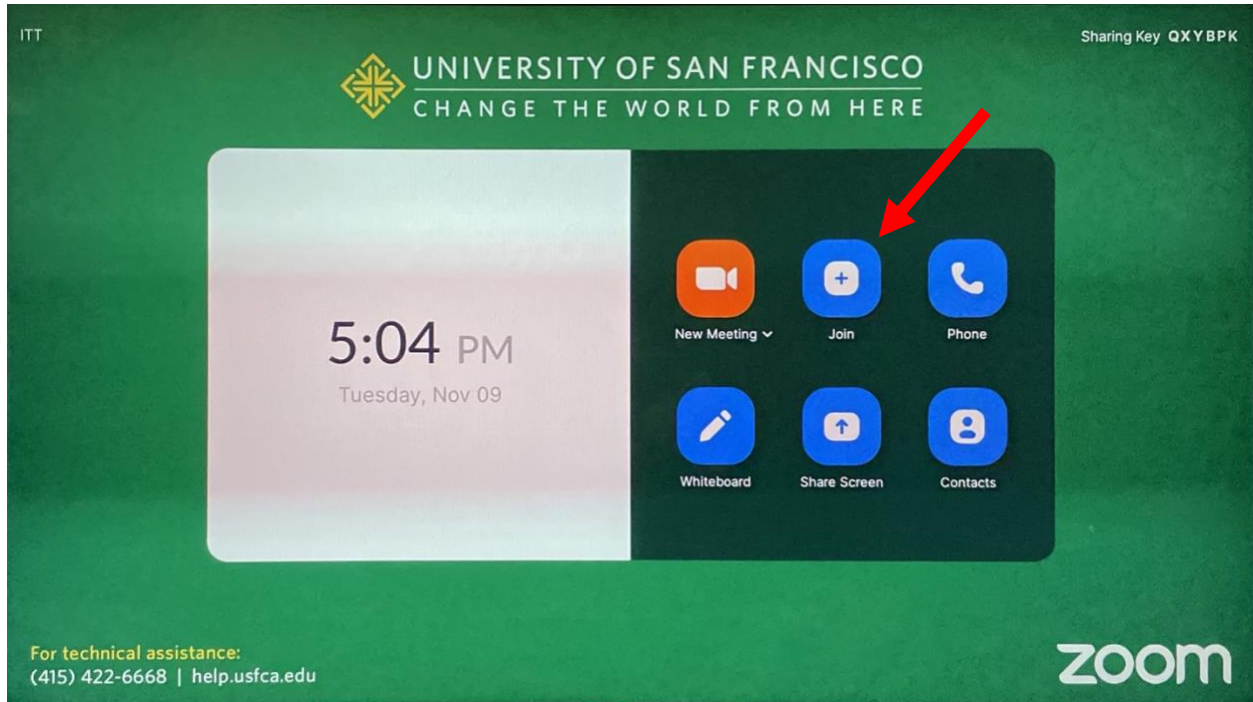 ITT
Sharing Key QXYBPK
UNIVERSITY OF SAN FRANCISCO
CHANGE THE WORLD FROM HERE
5:04 PM
Tuesday, Nov 09
New Meeting
Join
Phone
Whiteboard
Share Screen
Contacts
For technical assistance:
(415) 422-6668 | help.usfca.edu
zoom